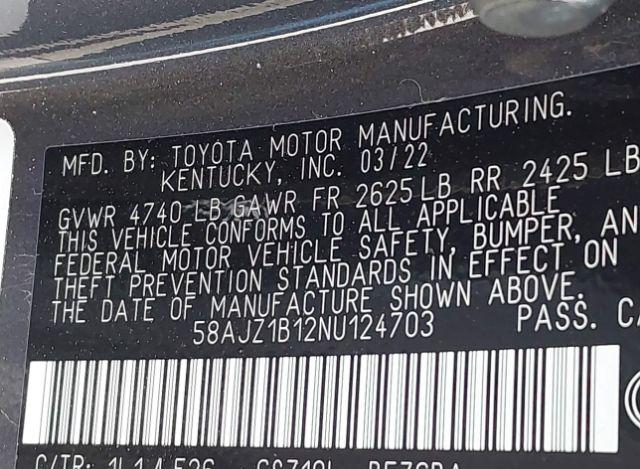 MFD. BY: TOYOTA MOTOR MANUFACTURING.
KENTUCKY, INC. 03/22
GVWR 4740 LB GAWR FR 2625 LB RR 2425 LB
THIS VEHICLE CONFORMS TO ALL APPLICABLE
FEDERAL MOTOR VEHICLE SAFETY, BUMPER, AN
THEFT PREVENTION STANDARDS IN EFFECT ON
THE DATE OF MANUFACTURE SHOWN ABOVE.
58AJZ1B12NU124703 PASS. CA
C/TR: